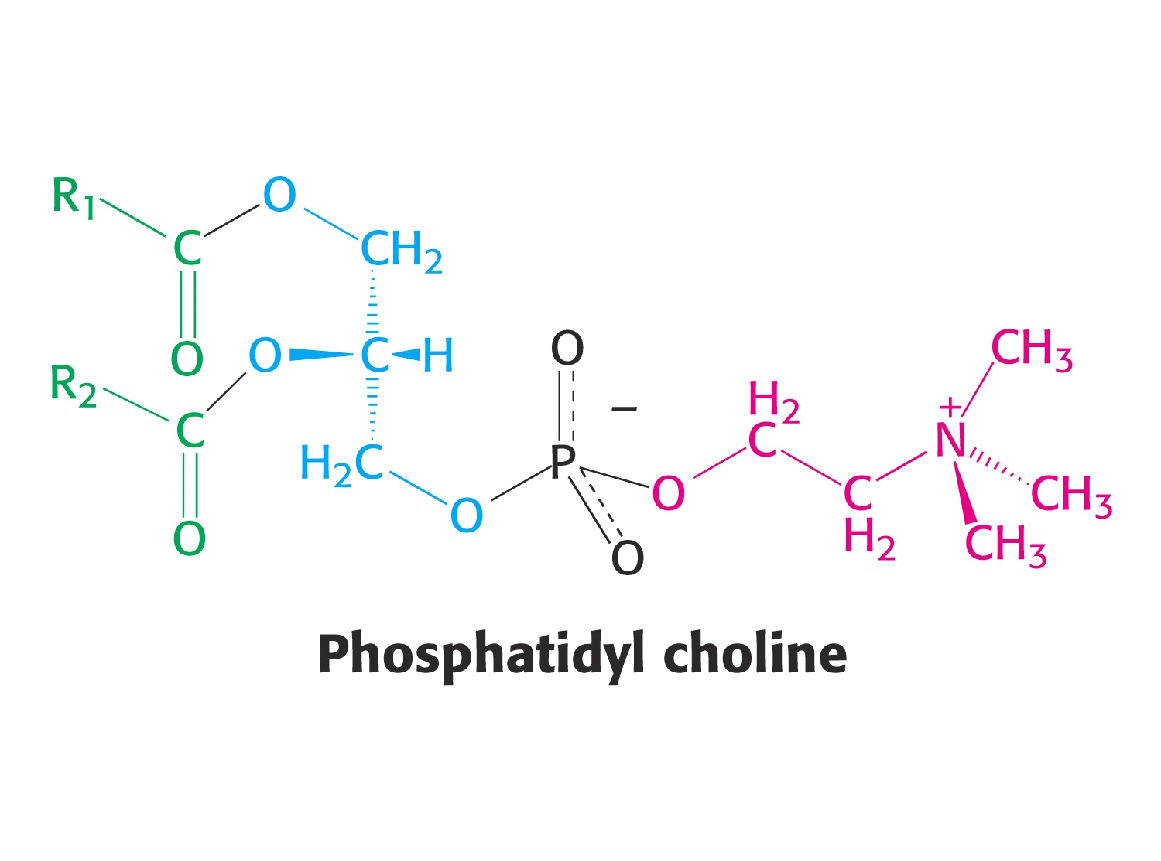 R₁
O
C
CH₂
O
O
C
H
O
CH₃
R₂
H₂
C
−
+
N
C
H₂C
P
O
C
H₂
CH₃
O
O
O
CH₃
Phosphatidyl choline